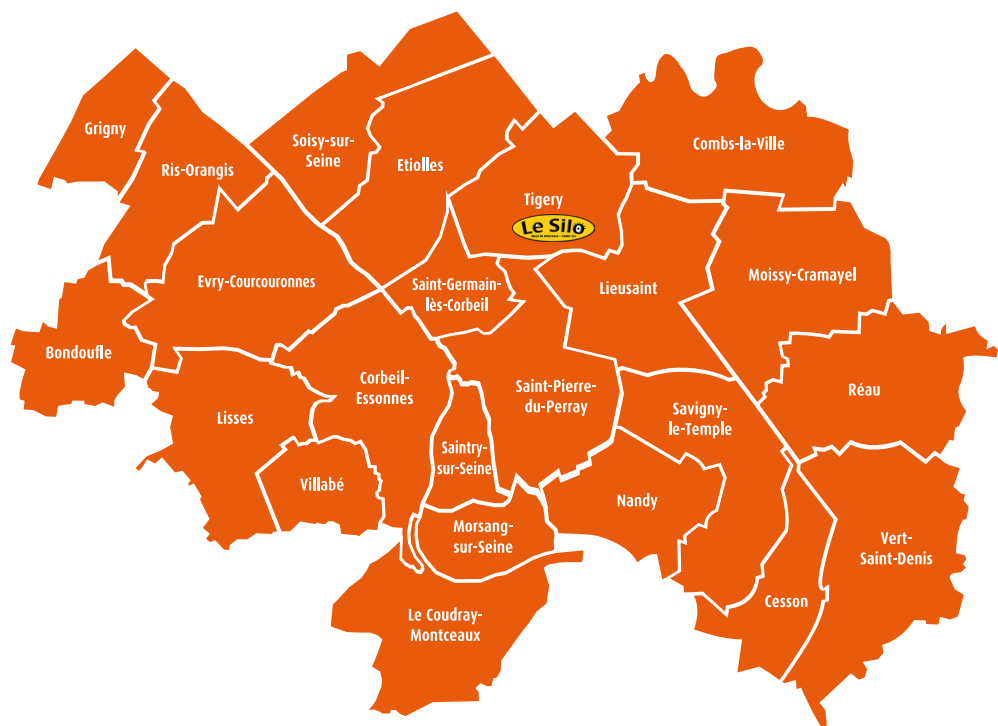 Grigny
Ris-Orangis
Soisy-sur-
Seine
Etiolles
Combs-la-Ville
Tigery
Le Silo
Evry-Courcouronnes
Saint-Germain-
lès-Corbeil
Lieusaint
Moissy-Cramayel
Bondoufle
Lisses
Corbeil-
Essonnes
Saint-Pierre-
du-Perray
Savigny-
le-Temple
Réau
Villabé
Saintry-
sur-Seine
Nandy
Morsang-
sur-Seine
Vert-
Saint-Denis
Cesson
Le Coudray-
Montceaux